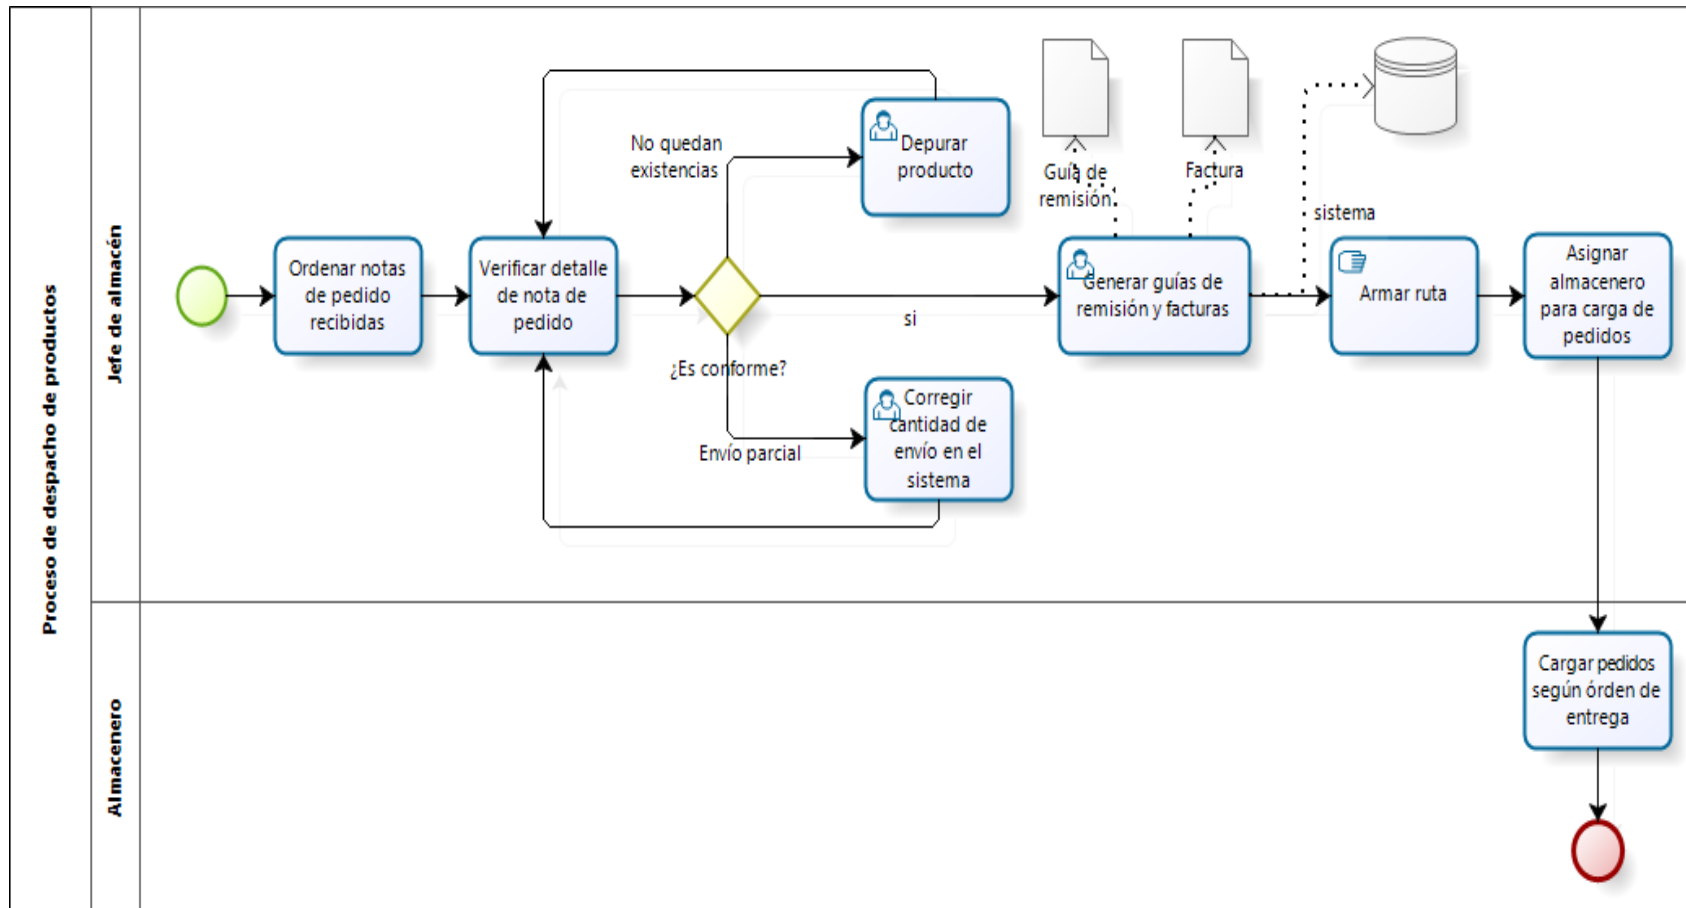 Proceso de despacho de productos
Jefe de almacén
Ordenar notas
de pedido
recibidas
Verificar detalle
de nota de
pedido
No quedan
existencias
Depurar
producto
¿Es conforme?
si
Envío parcial
Corregir
cantidad de
envío en el
sistema
Guía de
remisión
Factura
sistema
Generar guías de
remisión y facturas
Armar ruta
Asignar
almacenero
para carga de
pedidos
Almacenero
Cargar pedidos
según órden de
entrega